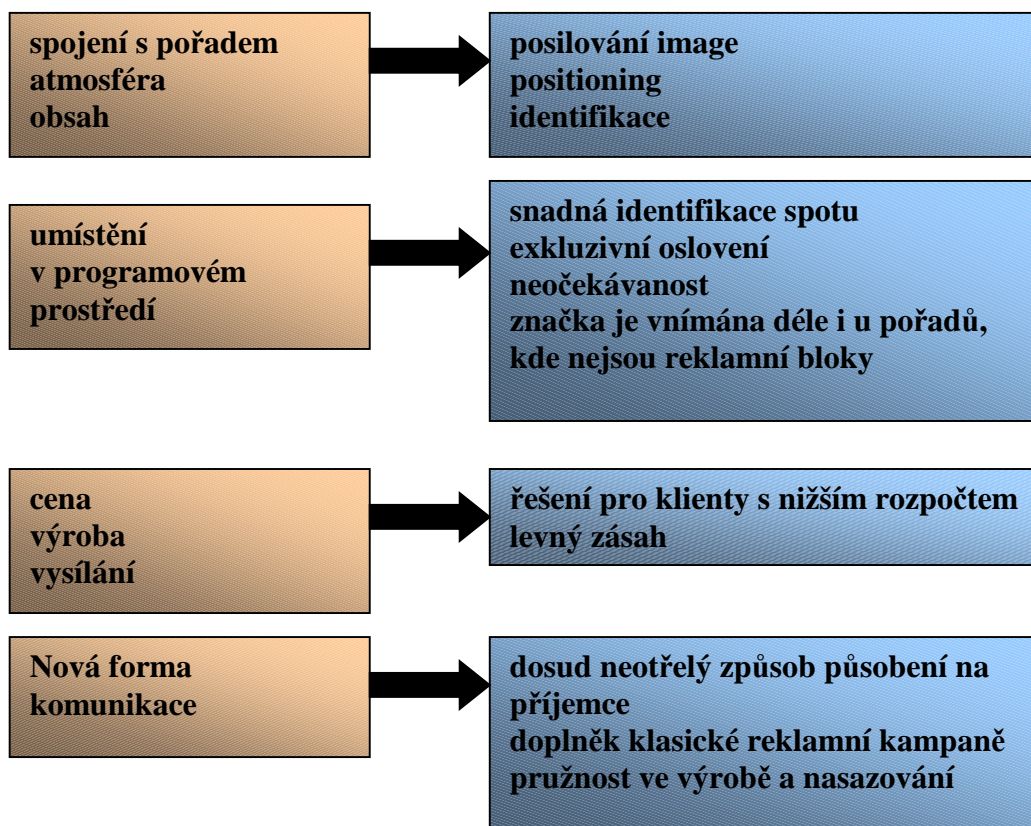 spojení s pořadem
atmosféra
obsah
posilování image
positioning
identifikace
umístění
v programovém
prostředí
snadná identifikace spotu
exkluzivní oslovení
neočekávanost
značka je vnímána déle i u pořadů,
kde nejsou reklamní bloky
cena
výroba
vysílání
řešení pro klienty s nižším rozpočtem
levný zásah
Nová forma
komunikace
dosud neotřelý způsob působení na
příjemce
doplněk klasické reklamní kampaně
pružnost ve výrobě a nasazování